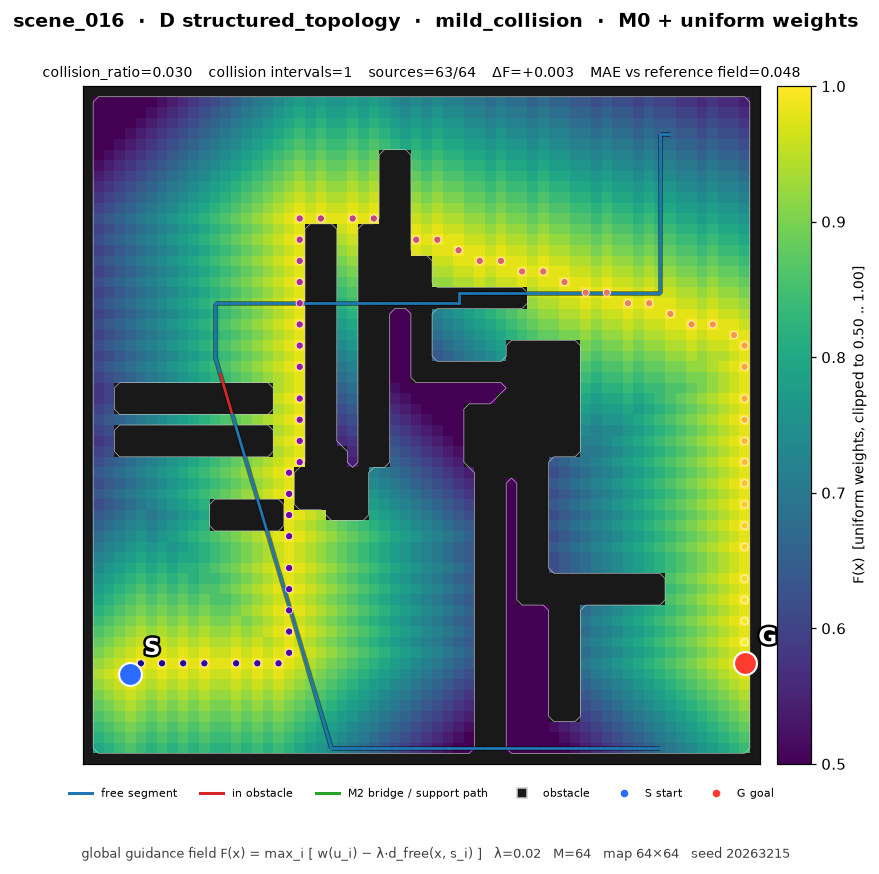 scene_016 · D structured_topology · mild_collision · M0 + uniform weights
collision_ratio=0.030 collision intervals=1 sources=63/64 ΔF=+0.003 MAE vs reference field=0.048
1.0
0.9
0.8
0.7
0.6
0.5
F(x) [uniform weights, clipped to 0.50 .. 1.00]
S
G
free segment in obstacle M2 bridge / support path obstacle S start G goal
global guidance field F(x) = max_i [ w(u_i) − λ·d_free(x, s_i) ] λ=0.02 M=64 map 64×64 seed 20263215